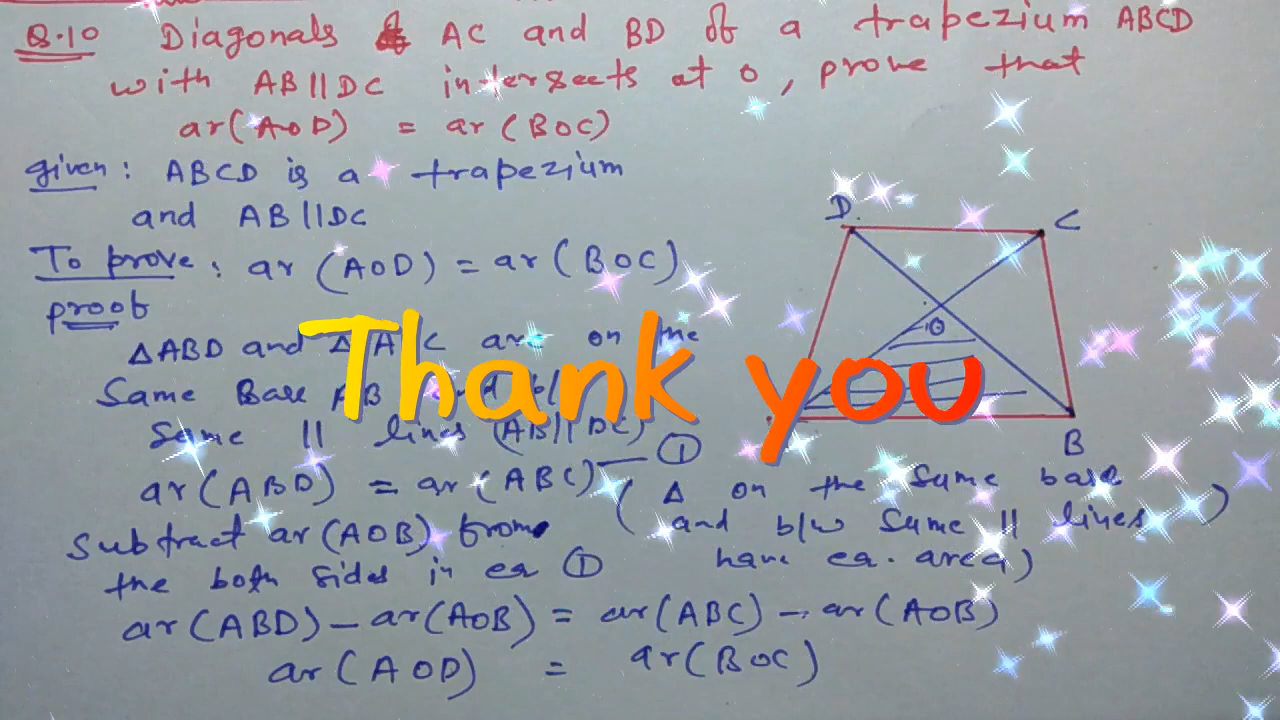 Q.10 Diagonals AC and BD of a trapezium ABCD
with AB || DC intersects at O, prove that
ar(AOD) = ar(BOC)
given: ABCD is a trapezium
and AB || DC
To prove: ar (AOD) = ar (BOC)
proof
△ABD and △ are on the
Same Base AB
Same || lines (AB || DC)
ar(ABD) = ar(ABC) — ①
(△ on the Same base
and b/w Same || lines)
have eq. area)
Subtract ar(AOB) from
the both sides in eq ①
ar(ABD) - ar(AOB) = ar(ABC) - ar(AOB)
ar(AOD) = ar(BOC)
D C
O
B
Thank you